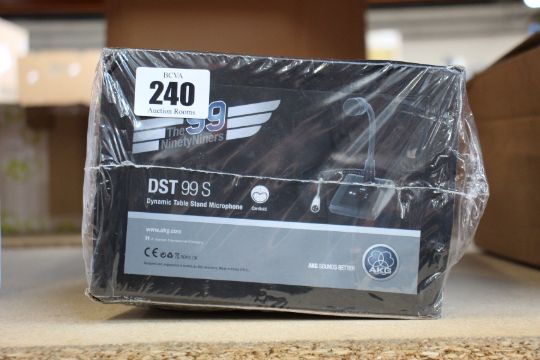 BCVA
240
Auction Rooms
99
The
NinetyNiners
DST 99 S
Dynamic Table Stand Microphone
Cardioid
www.akg.com
CE
AKG SOUNDS BETTER
AKG